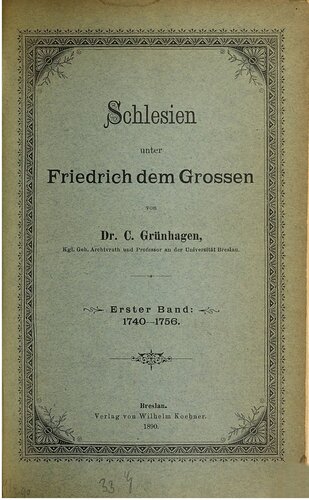 Schlesien
unter
Friedrich dem Grossen
von
Dr. C. Grünhagen,
Kgl. Geh. Archivrath und Professor an der Universität Breslau.
Erster Band:
1740—1756.
Breslau.
Verlag von Wilhelm Koebner.
1890.